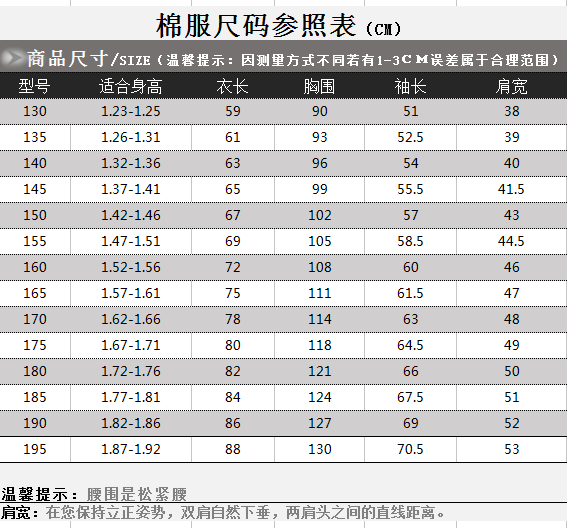 棉服尺码参照表(CM)
商品尺寸/SIZE(温馨提示:因测量方式不同若有1-3CM误差属于合理范围)
型号 适合身高 衣长 胸围 袖长 肩宽
130 1.23-1.25 59 90 51 38
135 1.26-1.31 61 93 52.5 39
140 1.32-1.36 63 96 54 40
145 1.37-1.41 65 99 55.5 41.5
150 1.42-1.46 67 102 57 43
155 1.47-1.51 69 105 58.5 44.5
160 1.52-1.56 72 108 60 46
165 1.57-1.61 75 111 61.5 47
170 1.62-1.66 78 114 63 48
175 1.67-1.71 80 118 64.5 49
180 1.72-1.76 82 121 66 50
185 1.77-1.81 84 124 67.5 51
190 1.82-1.86 86 127 69 52
195 1.87-1.92 88 130 70.5 53
温馨提示:腰围是松紧腰
肩宽:在您保持立正姿势,双肩自然下垂,两肩头之间的直线距离。